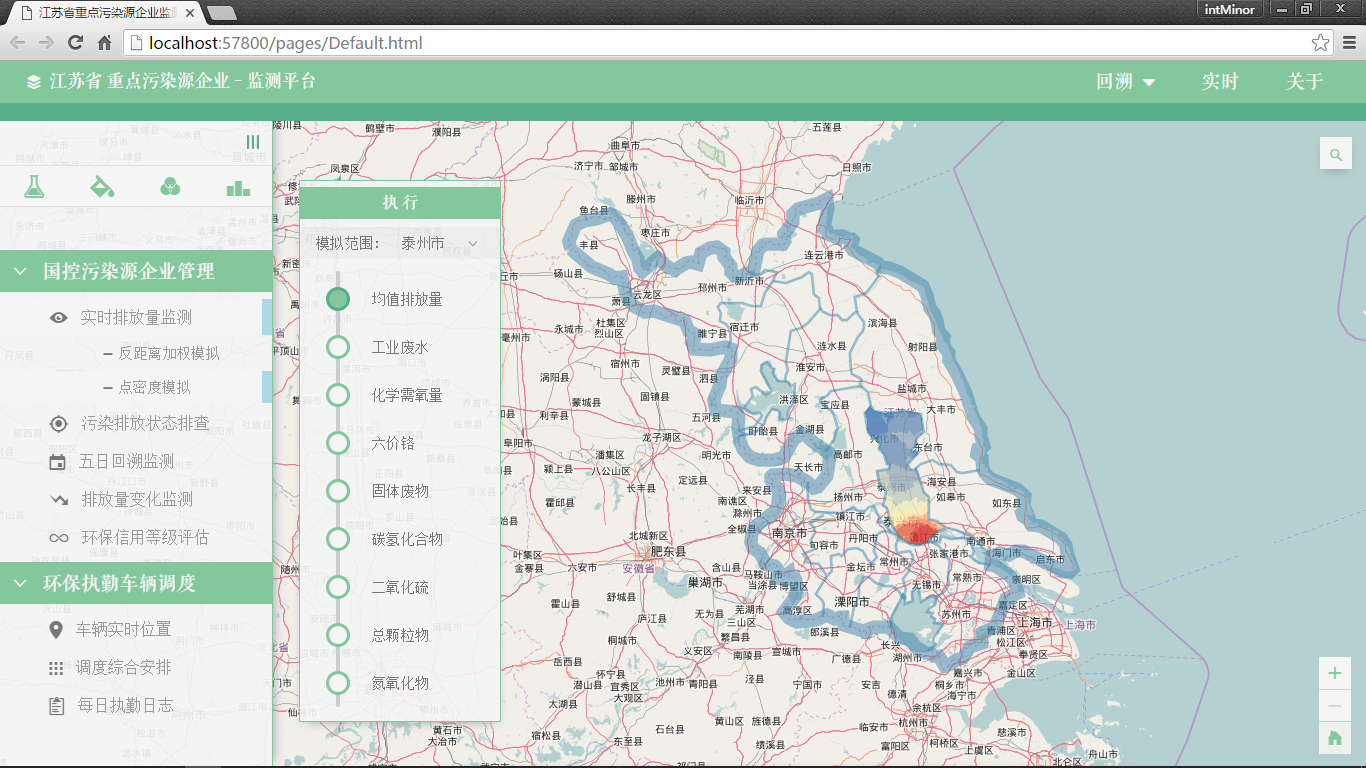 江苏省重点污染源企业监测
intMinor
localhost:57800/pages/Default.html
江苏省 重点污染源企业 - 监测平台
回溯
实时
关于
国控污染源企业管理
实时排放量监测
反距离加权模拟
点密度模拟
污染排放状态排查
五日回溯监测
排放量变化监测
环保信用等级评估
环保执勤车辆调度
车辆实时位置
调度综合安排
每日执勤日志
执 行
模拟范围：
泰州市
均值排放量
工业废水
化学需氧量
六价铬
固体废物
碳氢化合物
二氧化硫
总颗粒物
氮氧化物
陵川县
鹤壁市
濮阳县
曲阜市
五莲县
凤泉区
济宁市
邹城市
日照市
滕州市
临沂市
鱼台县
枣庄市
丰县
连云港市
砀山县
邳州市
新沂市
萧县
云龙区
滨海县
永城市
杜集区
烈山区
睢宁县
宿迁市
亳州市
涟水县
射阳县
宿州市
灵璧县
泗县
淮安市
涡阳县
盐城市
蒙城县
固镇县
洪泽区
宝应县
江苏省
大丰市
利辛县
五河县
盱眙县
金湖县
兴化市
阜阳市
龙子湖区
东台市
潘集区
明光市
高邮市
颍上县
八公山区
天长市
定远县
海安县
长丰县
来安县
扬州市
如皋市
如东县
霍邱县
南谯区
滁州市
镇江市
北城新区
全椒县
南京市
靖江市
南通市
叶集区
肥东县
句容市
丹阳市
张家港市
海门市
启东市
金寨县
六安市
安徽省
含山县
马鞍山市
金坛市
常州市
巢湖市
当涂县
博望区
无锡市
常熟市
崇明区
舒城县
霍山县
芜湖市
高淳区
溧阳市
苏州市
嘉定区
庐江县
无为县
三山区
上海市
上海市
桐城市
繁昌县
郎溪县
青浦区
松江区
义安区
南陵县
宣城市
长兴
奉贤区
岳西县
广德县
湖州市
怀宁县
嘉兴市
金山区
潜山县
宜秀区
池州市
青阳县
泾县
宁国市
安吉
桐乡市
大观区
德清
海宁市
太湖县
余杭区
石台县
黄山区
旌德县
临安市
杭州市
慈溪市
黄石市
大冶市
宿松县
东至县
绩溪县
富阳区
柯桥区
上虞区
舟山市
北仑区